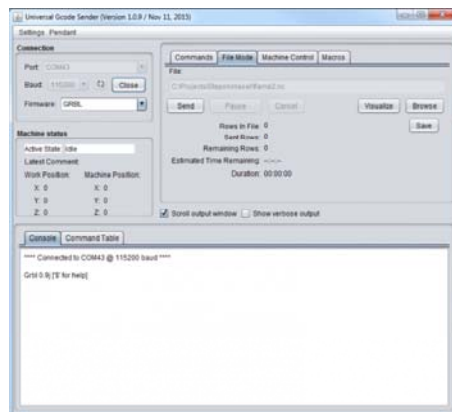 Universal Gcode Sender (Version 1.0.9 / Nov 11, 2015)
Settings Pendant
Connection
Port: COM43
Baud: 115200 Close
Firmware: GRBL
Machine status
Active State: Idle
Latest Comment:
Work Position: Machine Position:
X: 0 X: 0
Y: 0 Y: 0
Z: 0 Z: 0
Commands File Mode Machine Control Macros
File:
Send Pause Cancel Visualize Browse
Save
Rows In File: 0
Sent Rows: 0
Remaining Rows: 0
Estimated Time Remaining: --:--:--
Duration: 00:00:00
Scroll output window Show verbose output
Console Command Table
**** Connected to COM43 @ 115200 baud ****
Grbl 0.9j ['$' for help]